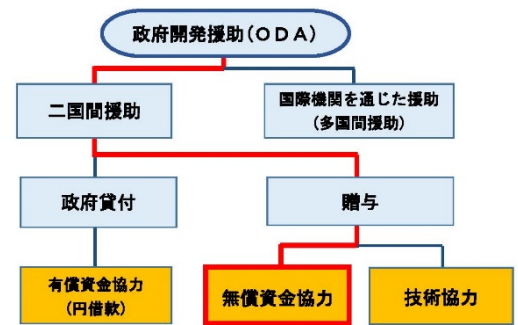 政府開発援助(ODA)
二国間援助
国際機関を通じた援助
(多国間援助)
政府貸付
贈与
有償資金協力
(円借款)
無償資金協力
技術協力